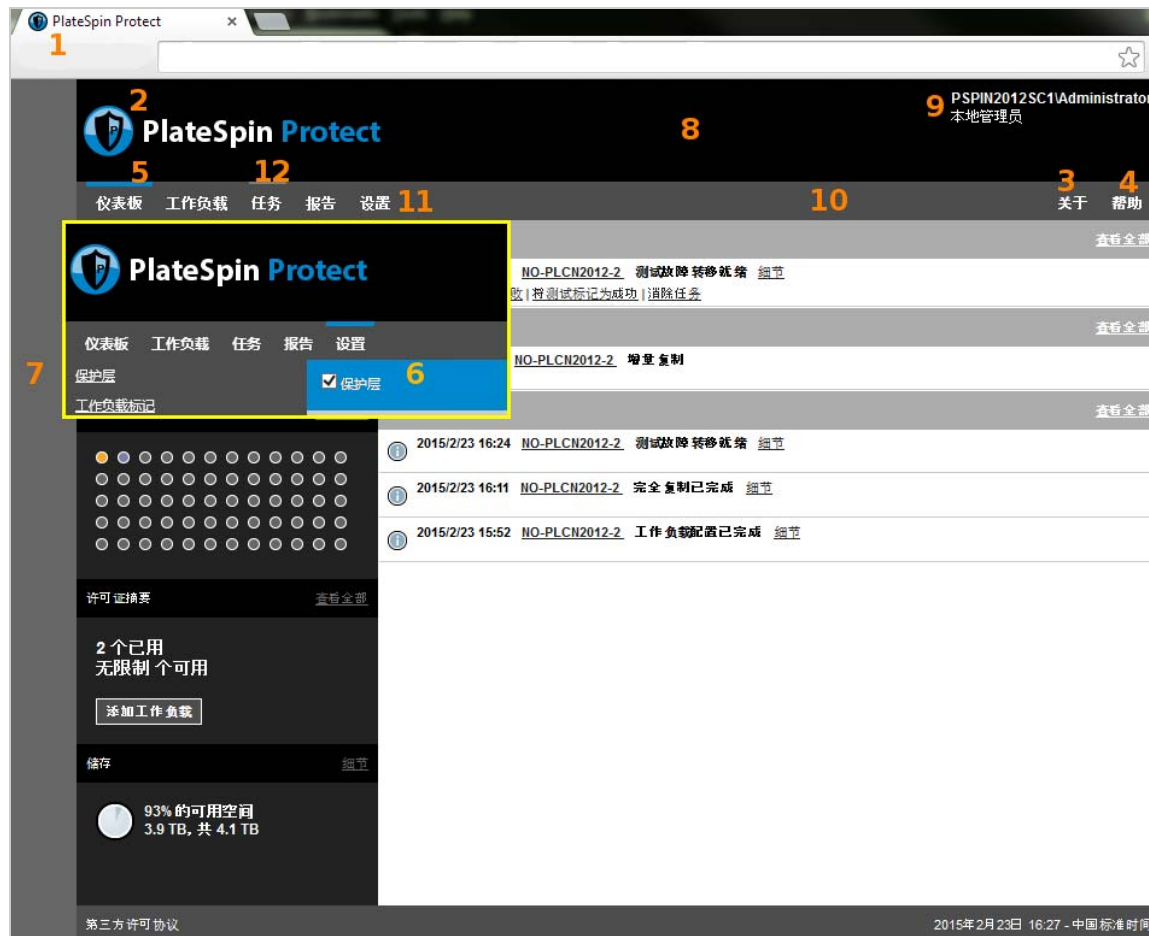 PlateSpin Protect ×
1
2
PlateSpin Protect
8
9
PSPIN2012SC1\Administrator
本地管理员
5 12 3 4
仪表板 工作负载 任务 报告 设置 11 10 关于 帮助
查看全部
PlateSpin Protect
NO-PLCN2012-2 测试故障转移就绪 细节
败 | 将测试标记为成功 | 消除任务
查看全部
仪表板 工作负载 任务 报告 设置
NO-PLCN2012-2 增量复制
7
保护层
保护层 6
工作负载标记
查看全部
2015/2/23 16:24 NO-PLCN2012-2 测试故障转移就绪 细节
2015/2/23 16:11 NO-PLCN2012-2 完全复制已完成 细节
2015/2/23 15:52 NO-PLCN2012-2 工作负载配置已完成 细节
许可证摘要 查看全部
2 个已用
无限制 个可用
添加工作负载
储存 细节
93% 的可用空间
3.9 TB, 共 4.1 TB
第三方许可协议
2015年2月23日 16:27 - 中国标准时间